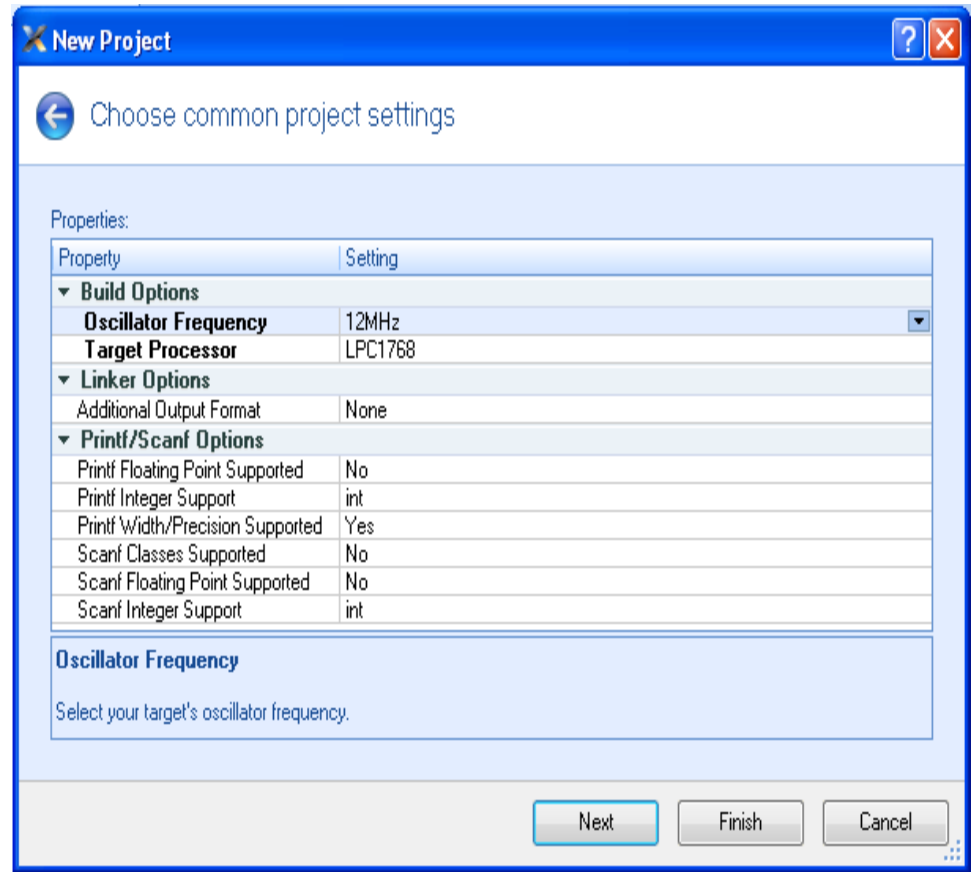 New Project
Choose common project settings
Properties:
Property Setting
Build Options
Oscillator Frequency 12MHz
Target Processor LPC1768
Linker Options
Additional Output Format None
Printf/Scanf Options
Printf Floating Point Supported No
Printf Integer Support int
Printf Width/Precision Supported Yes
Scanf Classes Supported No
Scanf Floating Point Supported No
Scanf Integer Support int
Oscillator Frequency
Select your target's oscillator frequency.
Next Finish Cancel